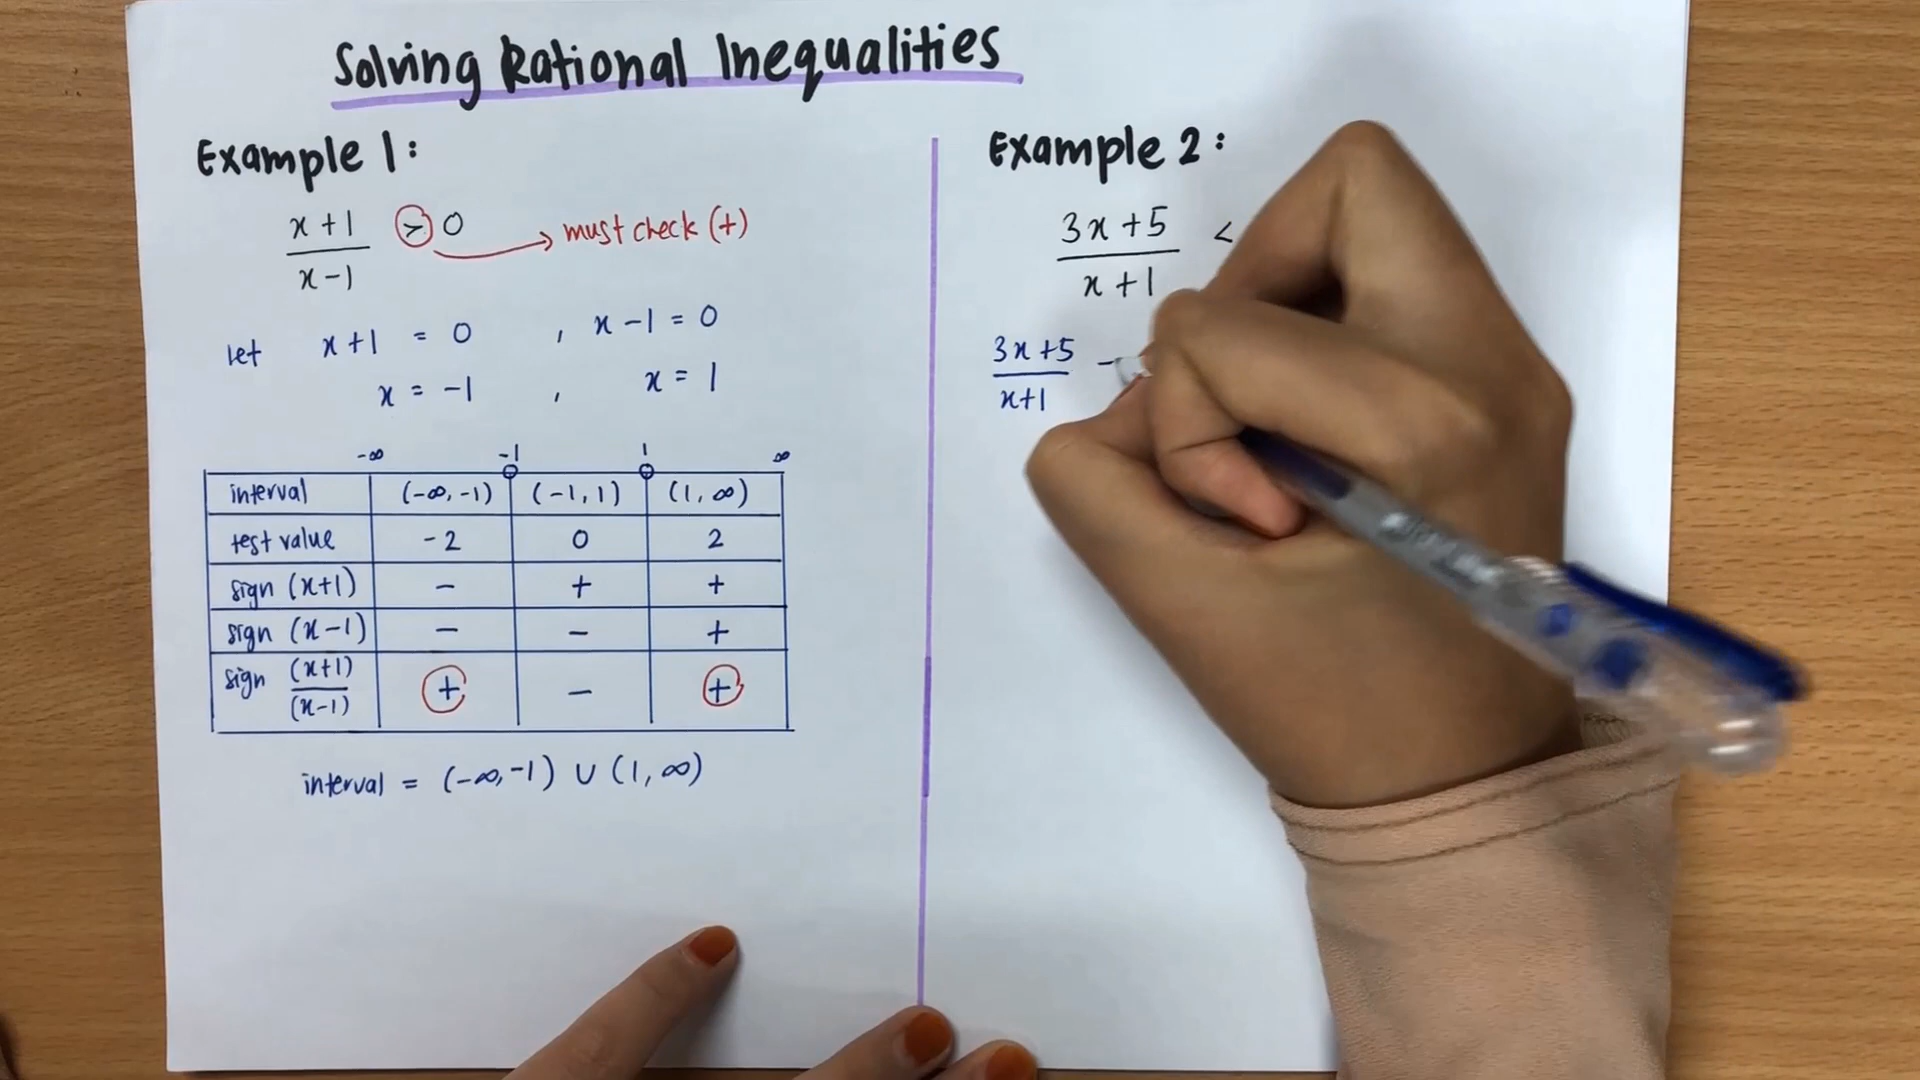 Solving Rational Inequalities
Example 1:
x+1 > 0 → must check (+)
x-1
let x+1 = 0 , x-1 = 0
x = -1 , x = 1
-∞ -1 1 ∞
interval (-∞,-1) (-1,1) (1,∞)
test value -2 0 2
sign (x+1) - + +
sign (x-1) - - +
sign (x+1) + - +
(x-1)
interval = (-∞,-1) ∪ (1,∞)
Example 2:
3x+5 <
x+1
3x+5 -
x+1